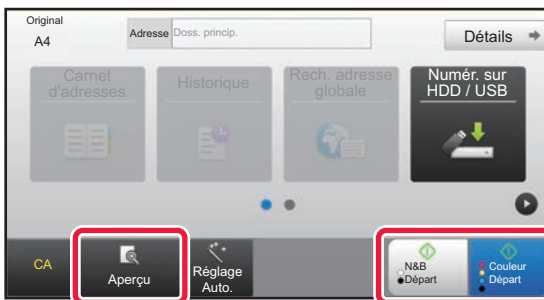 Original
A4
Adresse
Doss. princip.
Détails
Carnet
d'adresses
Historique
Rech. adresse
globale
Numér. sur
HDD / USB
CA
Aperçu
Réglage
Auto.
N&B
Départ
Couleur
Départ